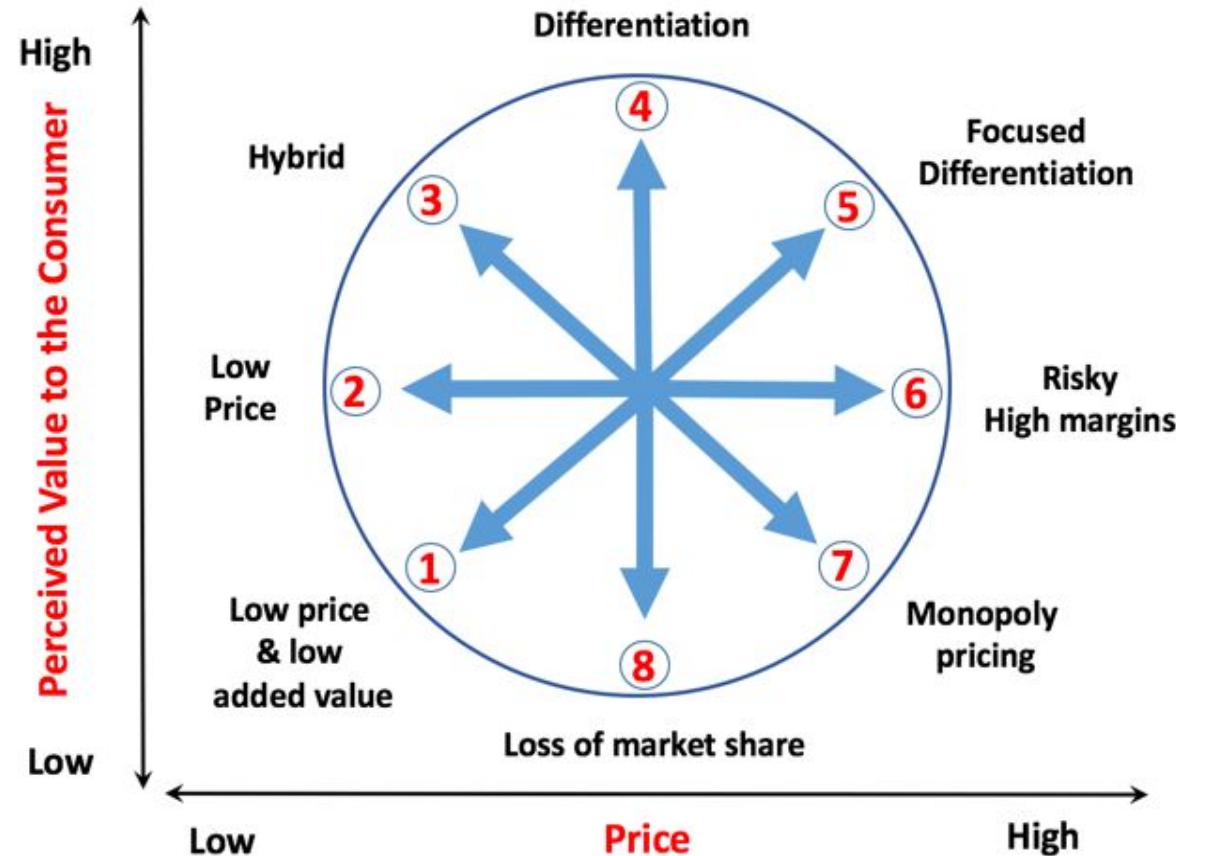 Differentiation
High
4
Focused
Differentiation
Hybrid
3
5
Perceived Value to the Consumer
Low
Price
2
6
Risky
High margins
1
7
Low price
& low
added value
Monopoly
pricing
8
Loss of market share
Low
Low
Price
High